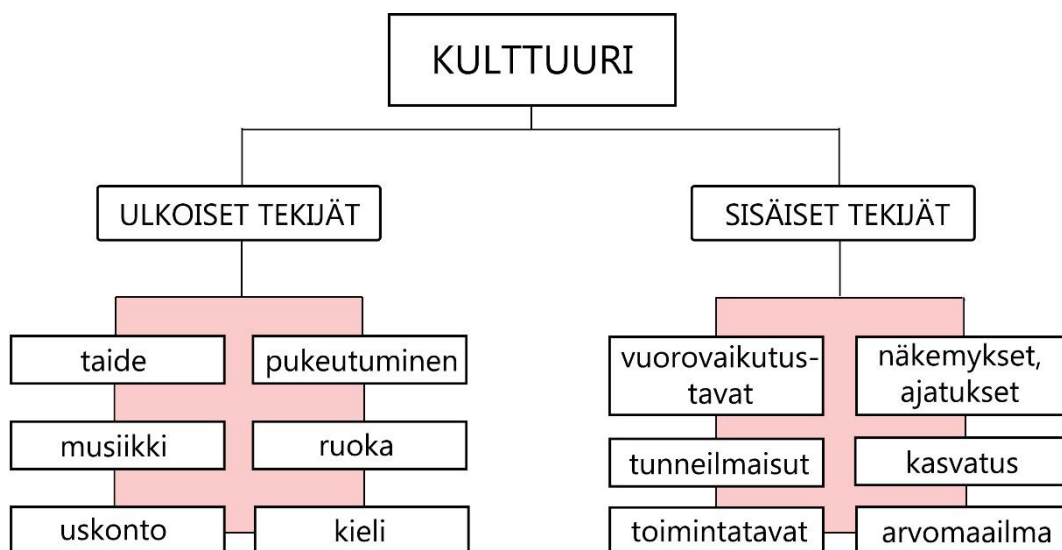 KULTTUURI
ULKOISET TEKIJÄT
SISÄISET TEKIJÄT
taide
pukeutuminen
musiikki
ruoka
uskonto
kieli
vuorovaikutus-
tavat
näkemykset,
ajatukset
tunneilmaisut
kasvatus
toimintatavat
arvomaailma